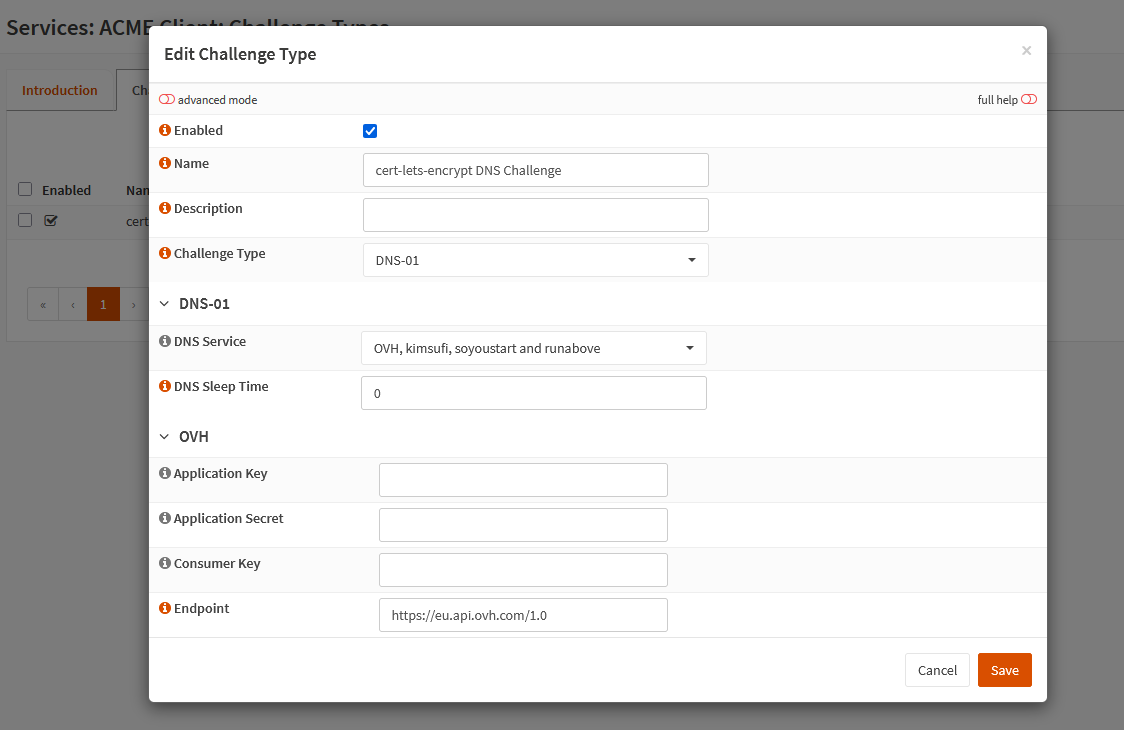 Services: ACME Client: Challenge Types
Edit Challenge Type
×
Introduction
Ch
advanced mode
full help
Enabled
Name
cert-lets-encrypt DNS Challenge
Description
Challenge Type
DNS-01
Enabled
Nan
cert
« ‹ 1 ›
DNS-01
DNS Service
OVH, kimsufi, soyoustart and runabove
DNS Sleep Time
0
OVH
Application Key
Application Secret
Consumer Key
Endpoint
https://eu.api.ovh.com/1.0
Cancel
Save